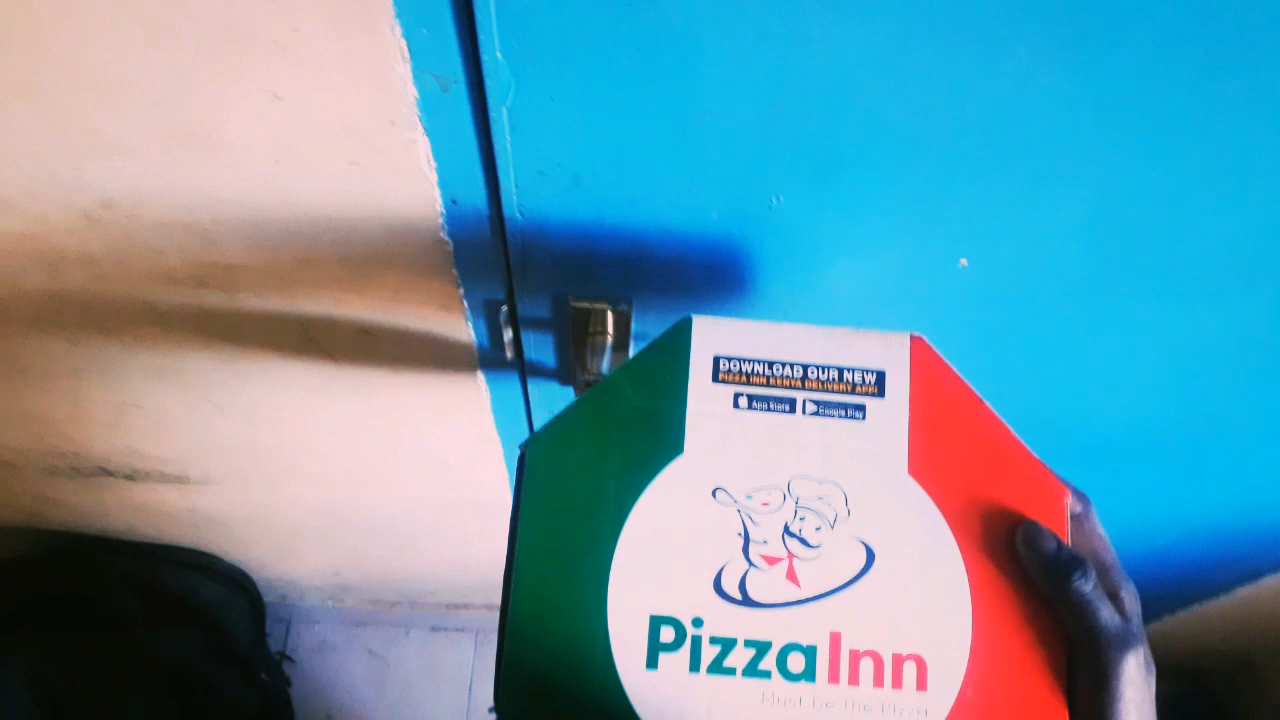 DOWNLOAD OUR NEW
PIZZA INN KENYA DELIVERY APP!
App Store Google Play
PizzaInn
Must be the Pizza